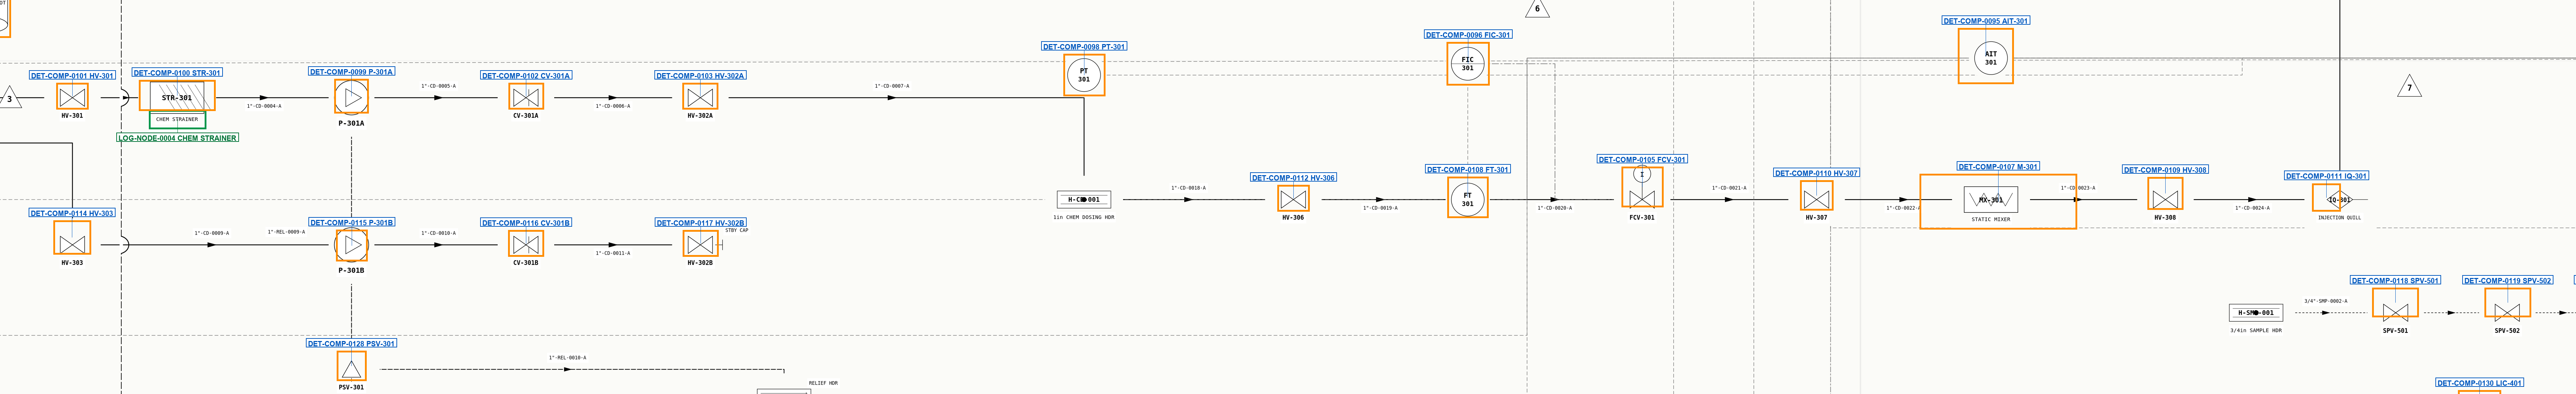 6
DET-COMP-0095 AIT-301
DET-COMP-0096 FIC-301
DET-COMP-0098 PT-301
AIT
301
FIC
301
PT
301
DET-COMP-0101 HV-301
DET-COMP-0100 STR-301
DET-COMP-0099 P-301A
DET-COMP-0102 CV-301A
DET-COMP-0103 HV-302A
3
STR-301
1"-CD-0004-A
1"-CD-0005-A
1"-CD-0006-A
1"-CD-0007-A
7
HV-301
CHEM STRAINER
P-301A
CV-301A
HV-302A
LOG-NODE-0004 CHEM STRAINER
DET-COMP-0112 HV-306
DET-COMP-0108 FT-301
DET-COMP-0105 FCV-301
DET-COMP-0110 HV-307
DET-COMP-0107 M-301
DET-COMP-0109 HV-308
DET-COMP-0111 IQ-301
1"-CD-0018-A
1"-CD-0019-A
FT
301
1"-CD-0020-A
I
1"-CD-0021-A
1"-CD-0022-A
MX-301
1"-CD-0023-A
1"-CD-0024-A
IQ-301
1in CHEM DOSING HDR
HV-306
FCV-301
HV-307
STATIC MIXER
HV-308
INJECTION QUILL
DET-COMP-0114 HV-303
DET-COMP-0115 P-301B
DET-COMP-0116 CV-301B
DET-COMP-0117 HV-302B
1"-CD-0009-A
1"-REL-0009-A
1"-CD-0010-A
1"-CD-0011-A
STBY CAP
HV-303
P-301B
CV-301B
HV-302B
DET-COMP-0118 SPV-501
DET-COMP-0119 SPV-502
3/4"-SMP-0002-A
3/4in SAMPLE HDR
SPV-501
SPV-502
DET-COMP-0128 PSV-301
1"-REL-0010-A
PSV-301
RELIEF HDR
DET-COMP-0130 LIC-401